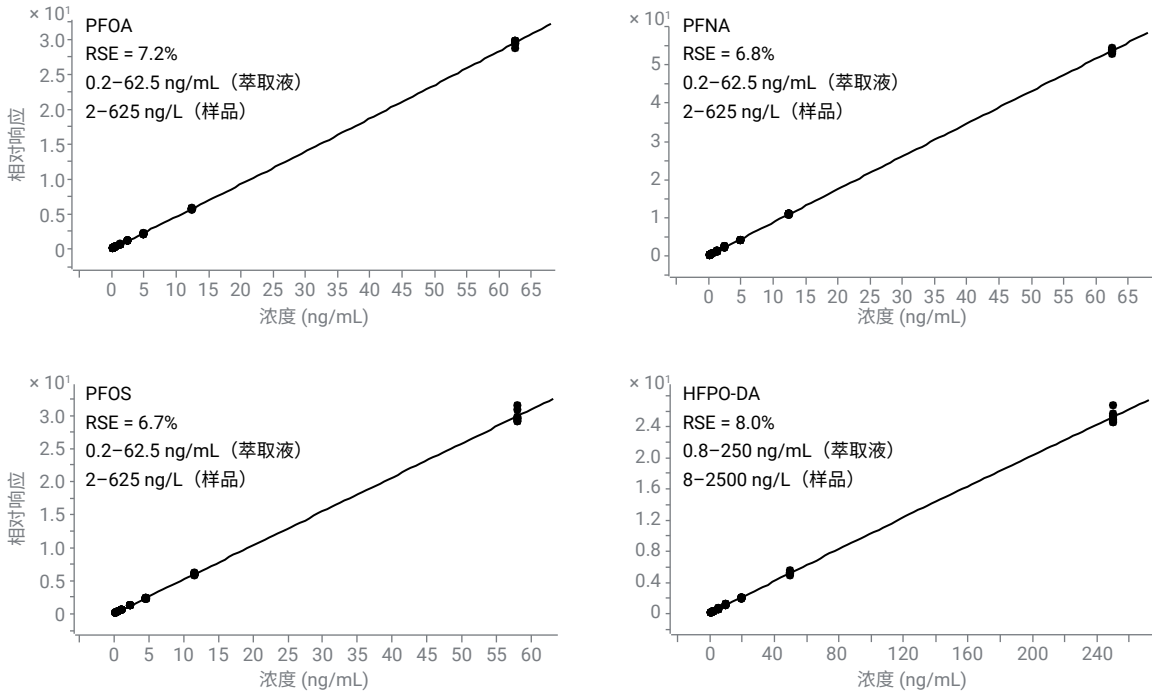 × 10¹
PFOA
RSE = 7.2%
0.2–62.5 ng/mL（萃取液）
2–625 ng/L（样品）
3.0
2.5
2.0
1.5
1.0
0.5
0
相对响应
0 5 10 15 20 25 30 35 40 45 50 55 60 65
浓度 (ng/mL)
× 10¹
PFNA
RSE = 6.8%
0.2–62.5 ng/mL（萃取液）
2–625 ng/L（样品）
5
4
3
2
1
0
0 5 10 15 20 25 30 35 40 45 50 55 60 65
浓度 (ng/mL)
× 10¹
PFOS
RSE = 6.7%
0.2–62.5 ng/mL（萃取液）
2–625 ng/L（样品）
3.0
2.5
2.0
1.5
1.0
0.5
0
相对响应
0 5 10 15 20 25 30 35 40 45 50 55 60
浓度 (ng/mL)
× 10¹
HFPO-DA
RSE = 8.0%
0.8–250 ng/mL（萃取液）
8–2500 ng/L（样品）
2.4
2.0
1.6
1.2
0.8
0.4
0
0 40 80 120 160 200 240
浓度 (ng/mL)